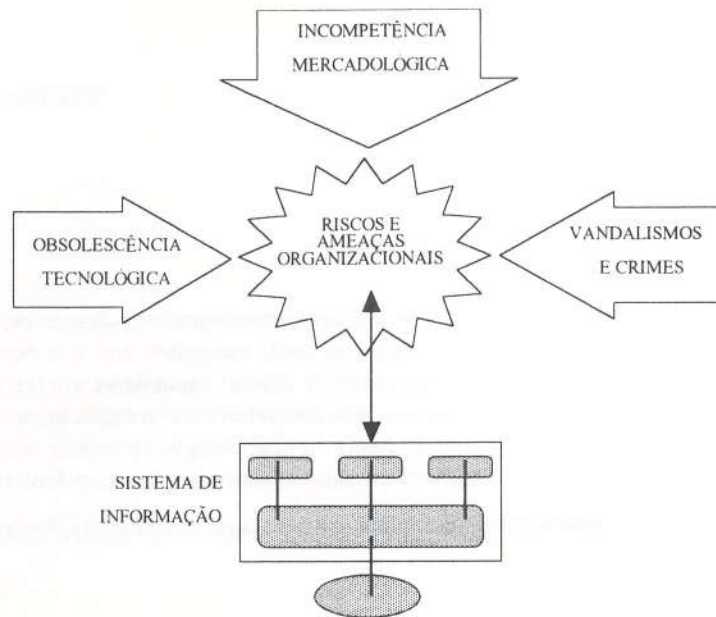 INCOMPETÊNCIA
MERCADOLÓGICA
OBSOLESCÊNCIA
TECNOLÓGICA
RISCOS E
AMEAÇAS
ORGANIZACIONAIS
VANDALISMOS
E CRIMES
SISTEMA DE
INFORMAÇÃO